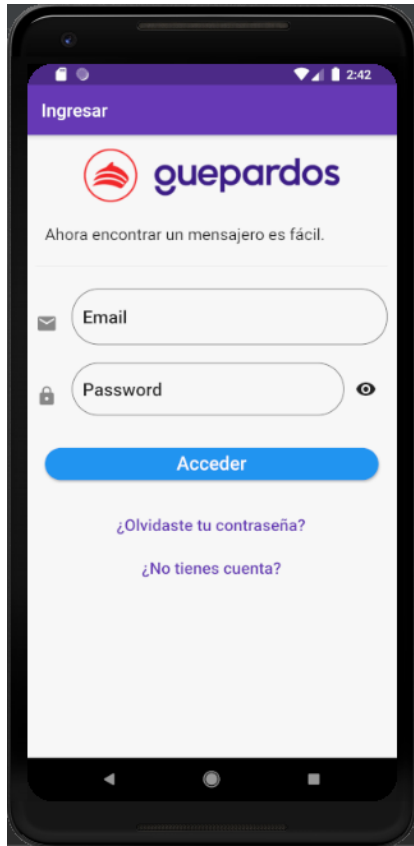 2:42
Ingresar
guepardos
Ahora encontrar un mensajero es fácil.
Email
Password
Acceder
¿Olvidaste tu contraseña?
¿No tienes cuenta?